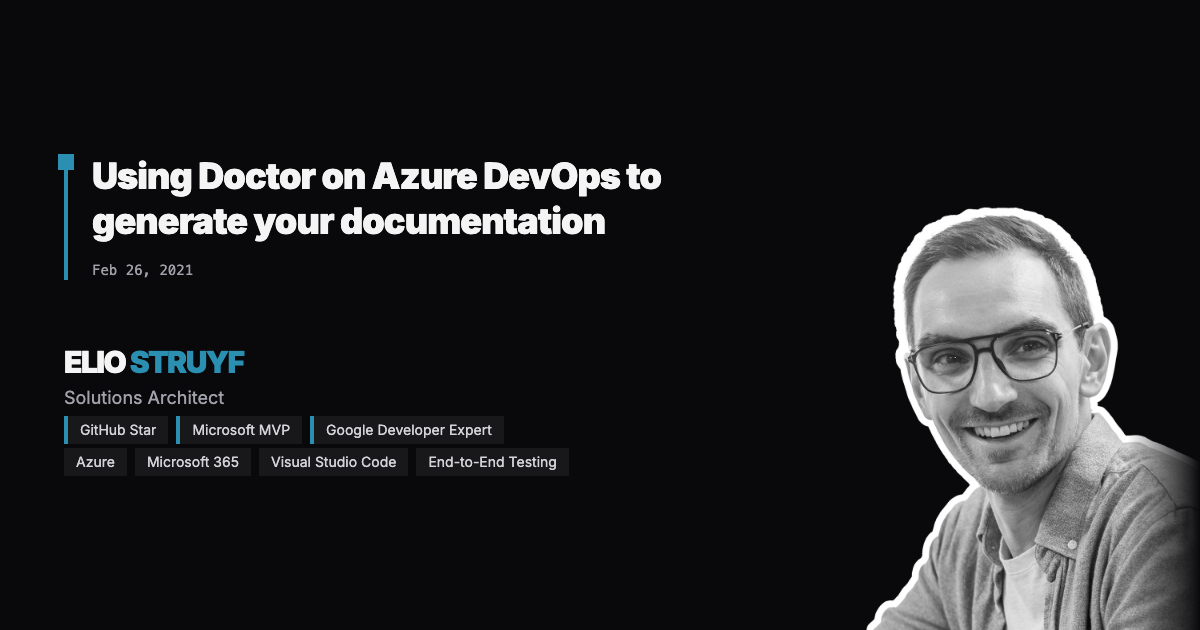 Using Doctor on Azure DevOps to
generate your documentation
Feb 26, 2021
ELIO STRUYF
Solutions Architect
GitHub Star Microsoft MVP Google Developer Expert
Azure Microsoft 365 Visual Studio Code End-to-End Testing